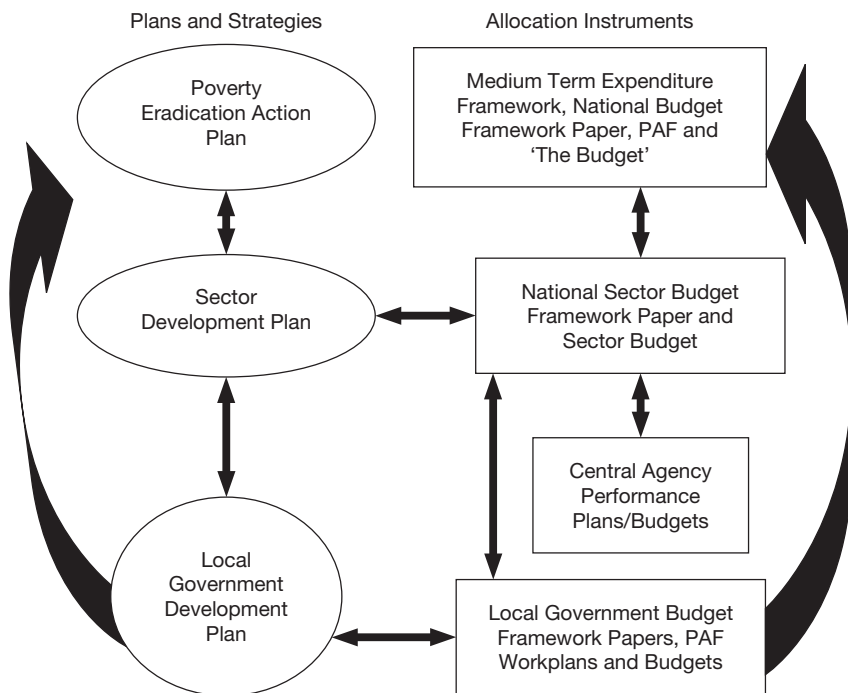 Plans and Strategies
Allocation Instruments
Poverty
Eradication Action
Plan
Medium Term Expenditure
Framework, National Budget
Framework Paper, PAF and
‘The Budget’
Sector
Development Plan
National Sector Budget
Framework Paper and
Sector Budget
Central Agency
Performance
Plans/Budgets
Local
Government
Development
Plan
Local Government Budget
Framework Papers, PAF
Workplans and Budgets